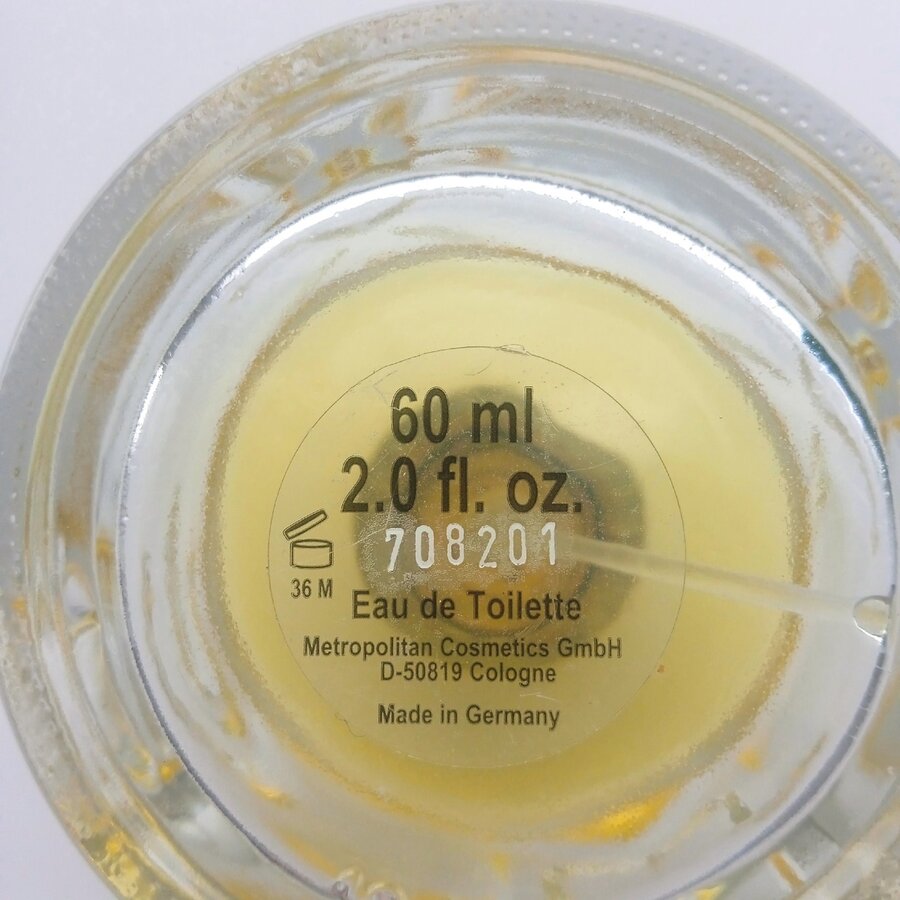 60 ml
2.0 fl. oz.
708201
36 M
Eau de Toilette
Metropolitan Cosmetics GmbH
D-50819 Cologne
Made in Germany